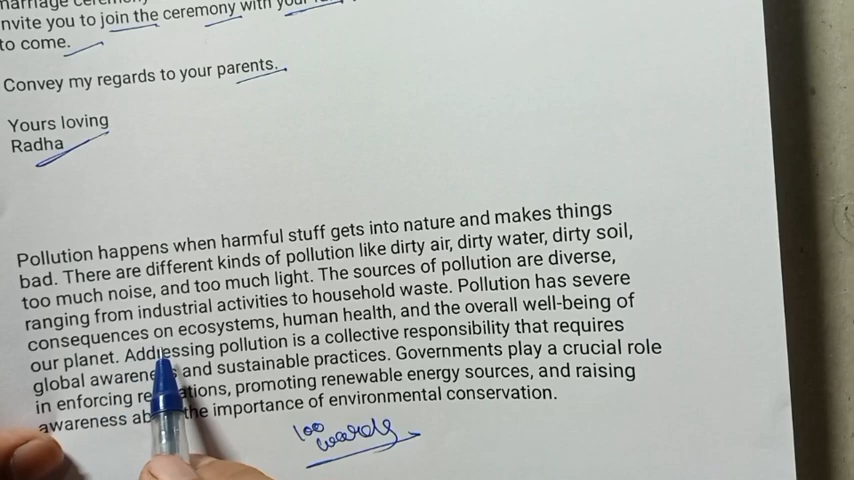 marriage
invite you to join the ceremony with your
to come.
Convey my regards to your parents.
Yours loving
Radha
Pollution happens when harmful stuff gets into nature and makes things
bad. There are different kinds of pollution like dirty air, dirty water, dirty soil,
too much noise, and too much light. The sources of pollution are diverse,
ranging from industrial activities to household waste. Pollution has severe
consequences on ecosystems, human health, and the overall well-being of
our planet. Addressing pollution is a collective responsibility that requires
global awareness and sustainable practices. Governments play a crucial role
in enforcing regulations, promoting renewable energy sources, and raising
awareness the importance of environmental conservation.
100
words